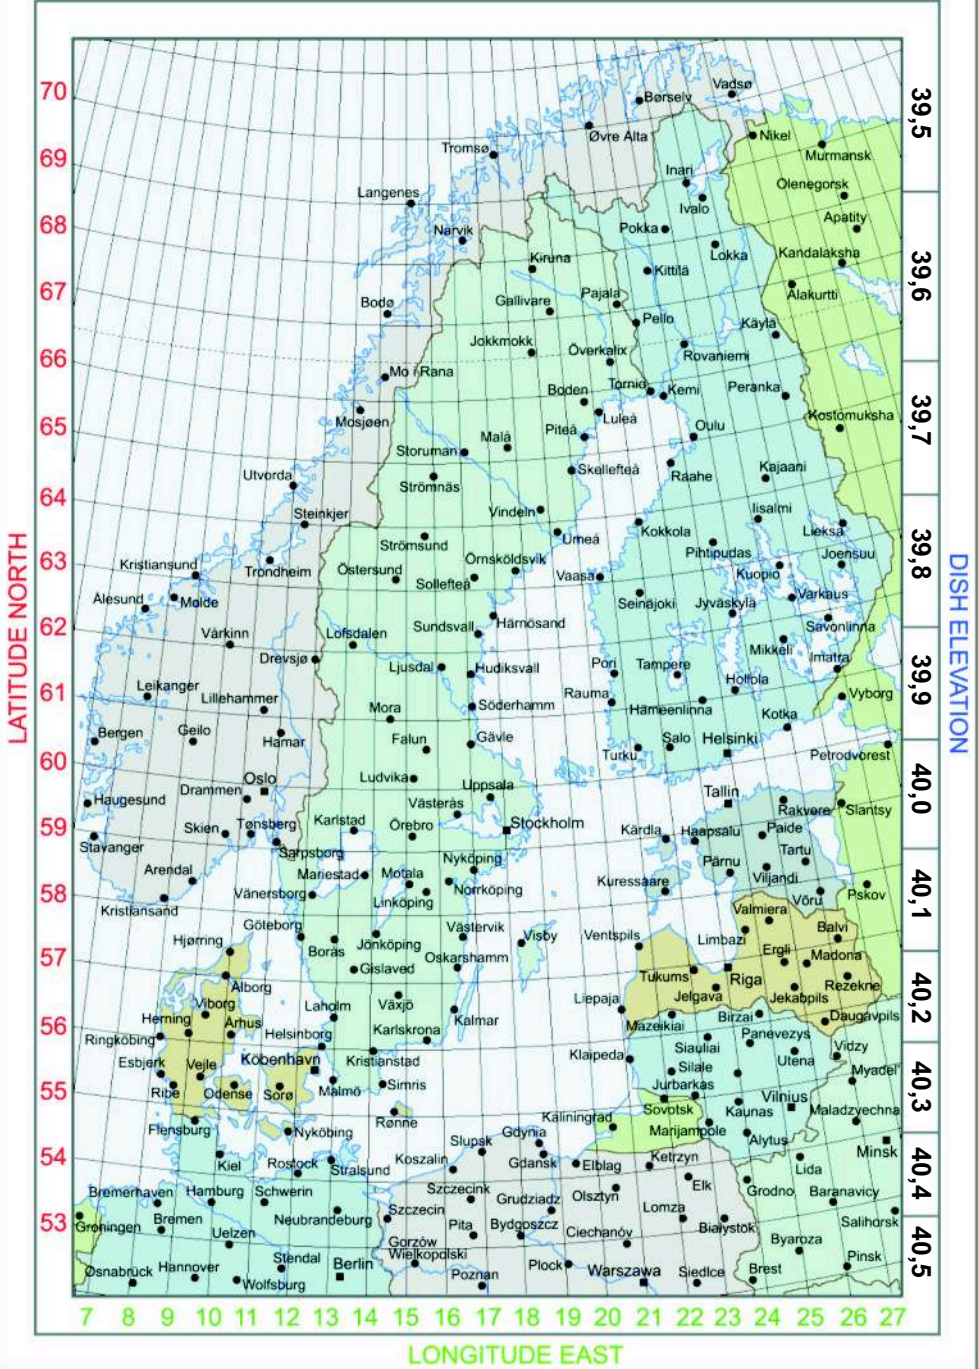 70
69
68
67
66
65
64
63
62
61
60
59
58
57
56
55
54
53
LATITUDE NORTH
39,5
39,6
39,7
39,8
39,9
40,0
40,1
40,2
40,3
40,4
40,5
DISH ELEVATION
Vadsø
Børselv
Øvre Alta
Nikel
Tromsø
Murmansk
Inari
Olenegorsk
Langenes
Ivalo
Apatity
Narvik
Pokka
Lokka
Kandalaksha
Kiruna
Kittilä
Alakurtti
Gallivare
Pajala
Bodø
Pello
Käylä
Jokkmokk
Överkalix
Rovaniemi
Mo i Rana
Boden
Tornio
Kemi
Peranka
Mosjøen
Luleå
Kostomuksha
Malå
Piteå
Oulu
Storuman
Skellefteå
Raahe
Kajaani
Utvorda
Strömnäs
Steinkjer
Vindeln
Iisalmi
Umeå
Kokkola
Lieksa
Strömsund
Pihtipudas
Joensuu
Kristiansund
Trondheim
Östersund
Örnsköldsvik
Sollefteå
Vaasa
Kuopio
Alesund
Molde
Seinäjoki
Jyväskylä
Varkaus
Vårkinn
Lofsdalen
Sundsvall
Härnösand
Savonlinna
Drevsjø
Ljusdal
Hudiksvall
Pori
Tampere
Mikkeli
Imatra
Leikanger
Lillehammer
Söderhamm
Rauma
Hämeenlinna
Hollola
Vyborg
Mora
Kotka
Bergen
Geilo
Hamar
Falun
Gävle
Turku
Salo
Helsinki
Petrodvorest
Oslo
Ludvika
Uppsala
Tallin
Haugesund
Drammen
Västerås
Rakvere
Slantsy
Stavanger
Skien
Tønsberg
Karlstad
Örebro
Stockholm
Kärdla
Haapsalu
Paide
Sarpsborg
Nyköping
Pärnu
Tartu
Arendal
Mariestad
Motala
Viljandi
Vänersborg
Norrköping
Kuressaare
Võru
Pskov
Kristiansand
Linköping
Valmiera
Göteborg
Västervik
Visby
Ventspils
Limbazi
Balvi
Hjørring
Borås
Jönköping
Oskarshamm
Ergli
Madona
Gislaved
Tukums
Riga
Ålborg
Rezekne
Viborg
Laholm
Växjö
Liepaja
Jelgava
Jekabpils
Herning
Århus
Kalmar
Mazeikiai
Birzai
Daugavpils
Ringköbing
Helsinborg
Karlskrona
Siauliai
Panevezys
Esbjerk
Vejle
Köbenhavn
Kristianstad
Klaipeda
Silale
Utena
Vidzy
Ribe
Odense
Sorø
Malmö
Simris
Jurbarkas
Myadel
Rønne
Kaliningrad
Sovotsk
Kaunas
Vilnius
Maladzyechna
Flensburg
Nyköbing
Gdynia
Marijampole
Alytus
Kiel
Rostock
Stralsund
Koszalin
Slupsk
Gdansk
Elblag
Ketrzyn
Lida
Minsk
Bremerhaven
Hamburg
Schwerin
Szczecink
Grudziadz
Olsztyn
Elk
Grodno
Baranavicy
Groningen
Bremen
Neubrandeburg
Szczecin
Pita
Bydgoszcz
Ciechanóv
Lomza
Bialystok
Salihorsk
Uelzen
Gorzów
Wielkopolski
Byaroza
Osnabrück
Hannover
Stendal
Berlin
Plock
Warszawa
Siedlce
Brest
Pinsk
Wolfsburg
Poznan
7 8 9 10 11 12 13 14 15 16 17 18 19 20 21 22 23 24 25 26 27
LONGITUDE EAST